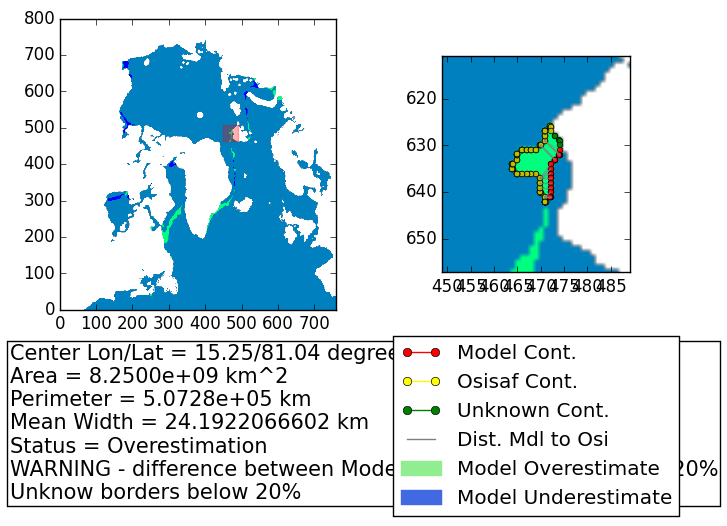 800
700
600
500
400
300
200
100
0
0 100 200 300 400 500 600 700
620
630
640
650
450 455 460 465 470 475 480 485
Center Lon/Lat = 15.25/81.04 degre
Area = 8.2500e+09 km^2
Perimeter = 5.0728e+05 km
Mean Width = 24.1922066602 km
Status = Overestimation
WARNING - difference between Mode 20%
Unknow borders below 20%
Model Cont.
Osisaf Cont.
Unknown Cont.
Dist. Mdl to Osi
Model Overestimate
Model Underestimate